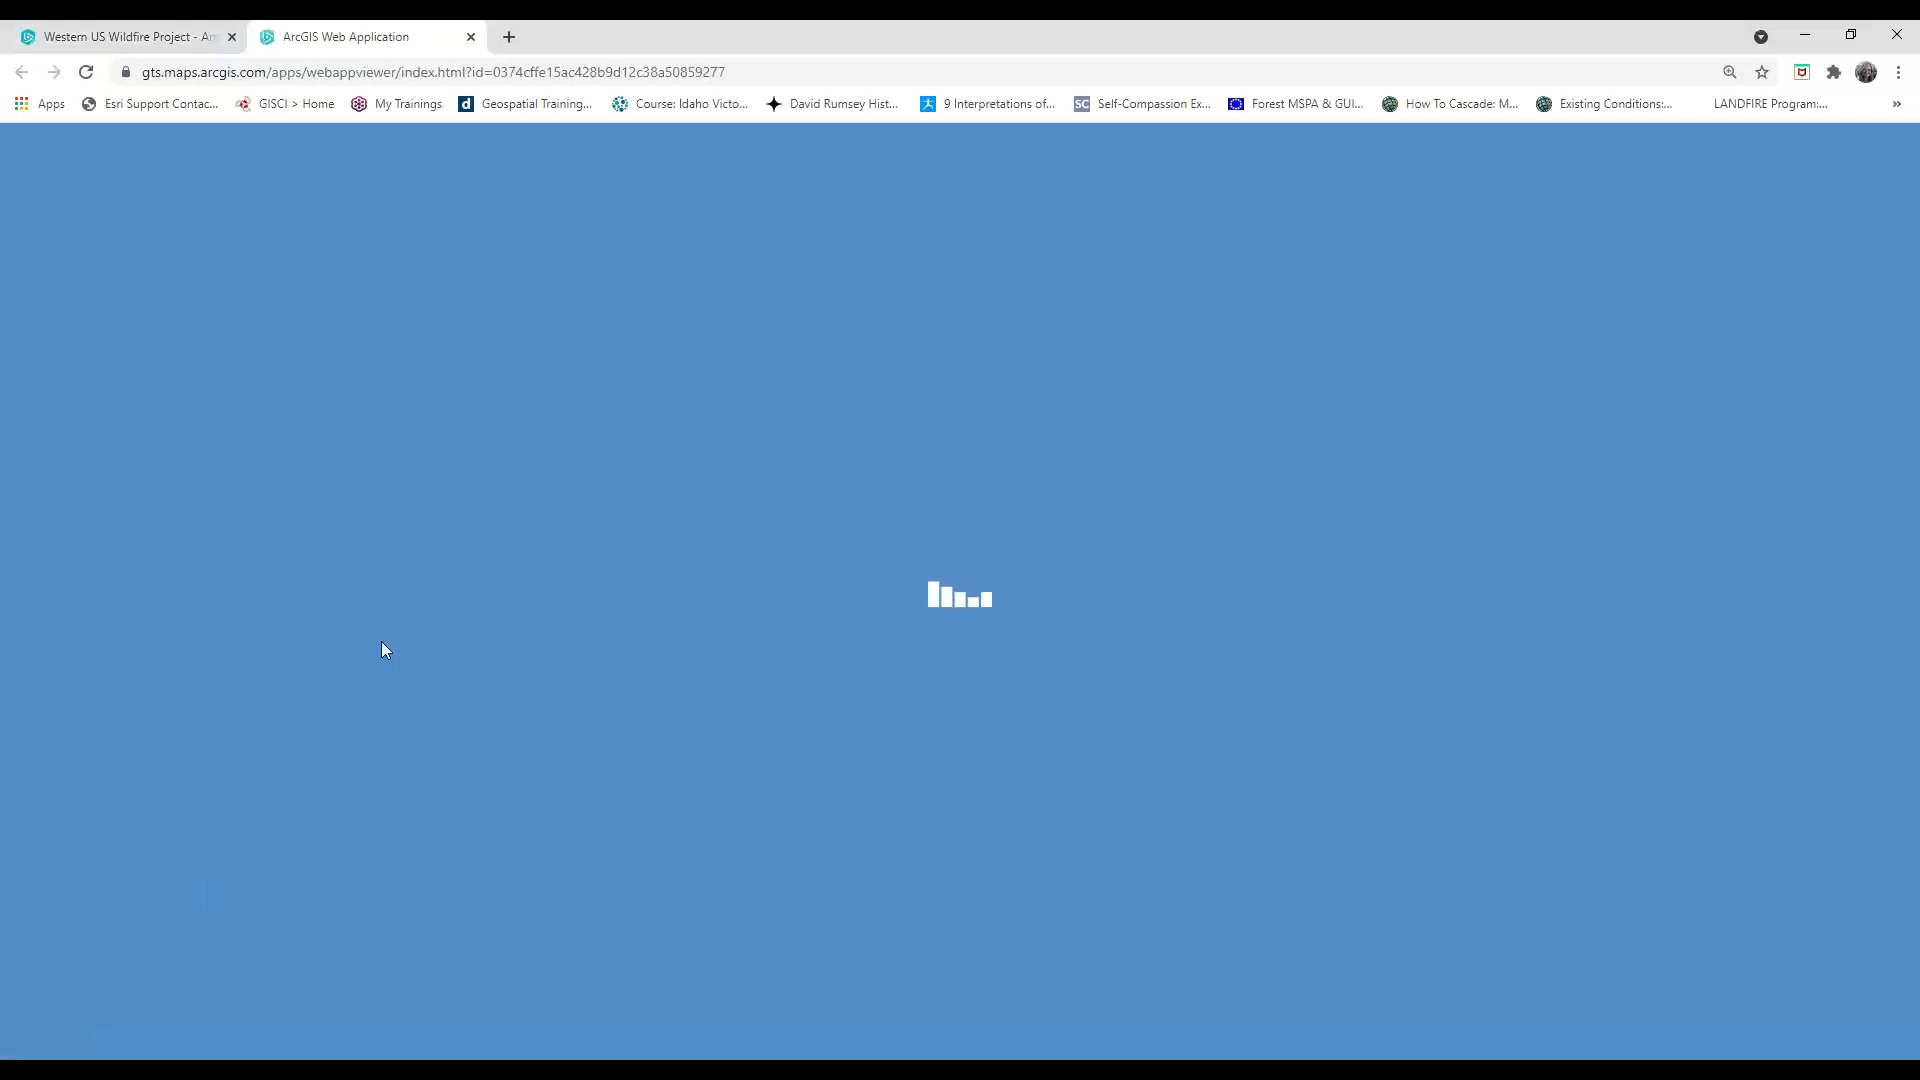 Western US Wildfire Project - Arc
ArcGIS Web Application
gts.maps.arcgis.com/apps/webappviewer/index.html?id=0374cffe15ac428b9d12c38a50859277
Apps
Esri Support Contac...
GISCI > Home
My Trainings
d
Geospatial Training...
Course: Idaho Victo...
David Rumsey Hist...
9 Interpretations of...
SC
Self-Compassion Ex...
Forest MSPA & GUI...
How To Cascade: M...
Existing Conditions:...
LANDFIRE Program:...
»